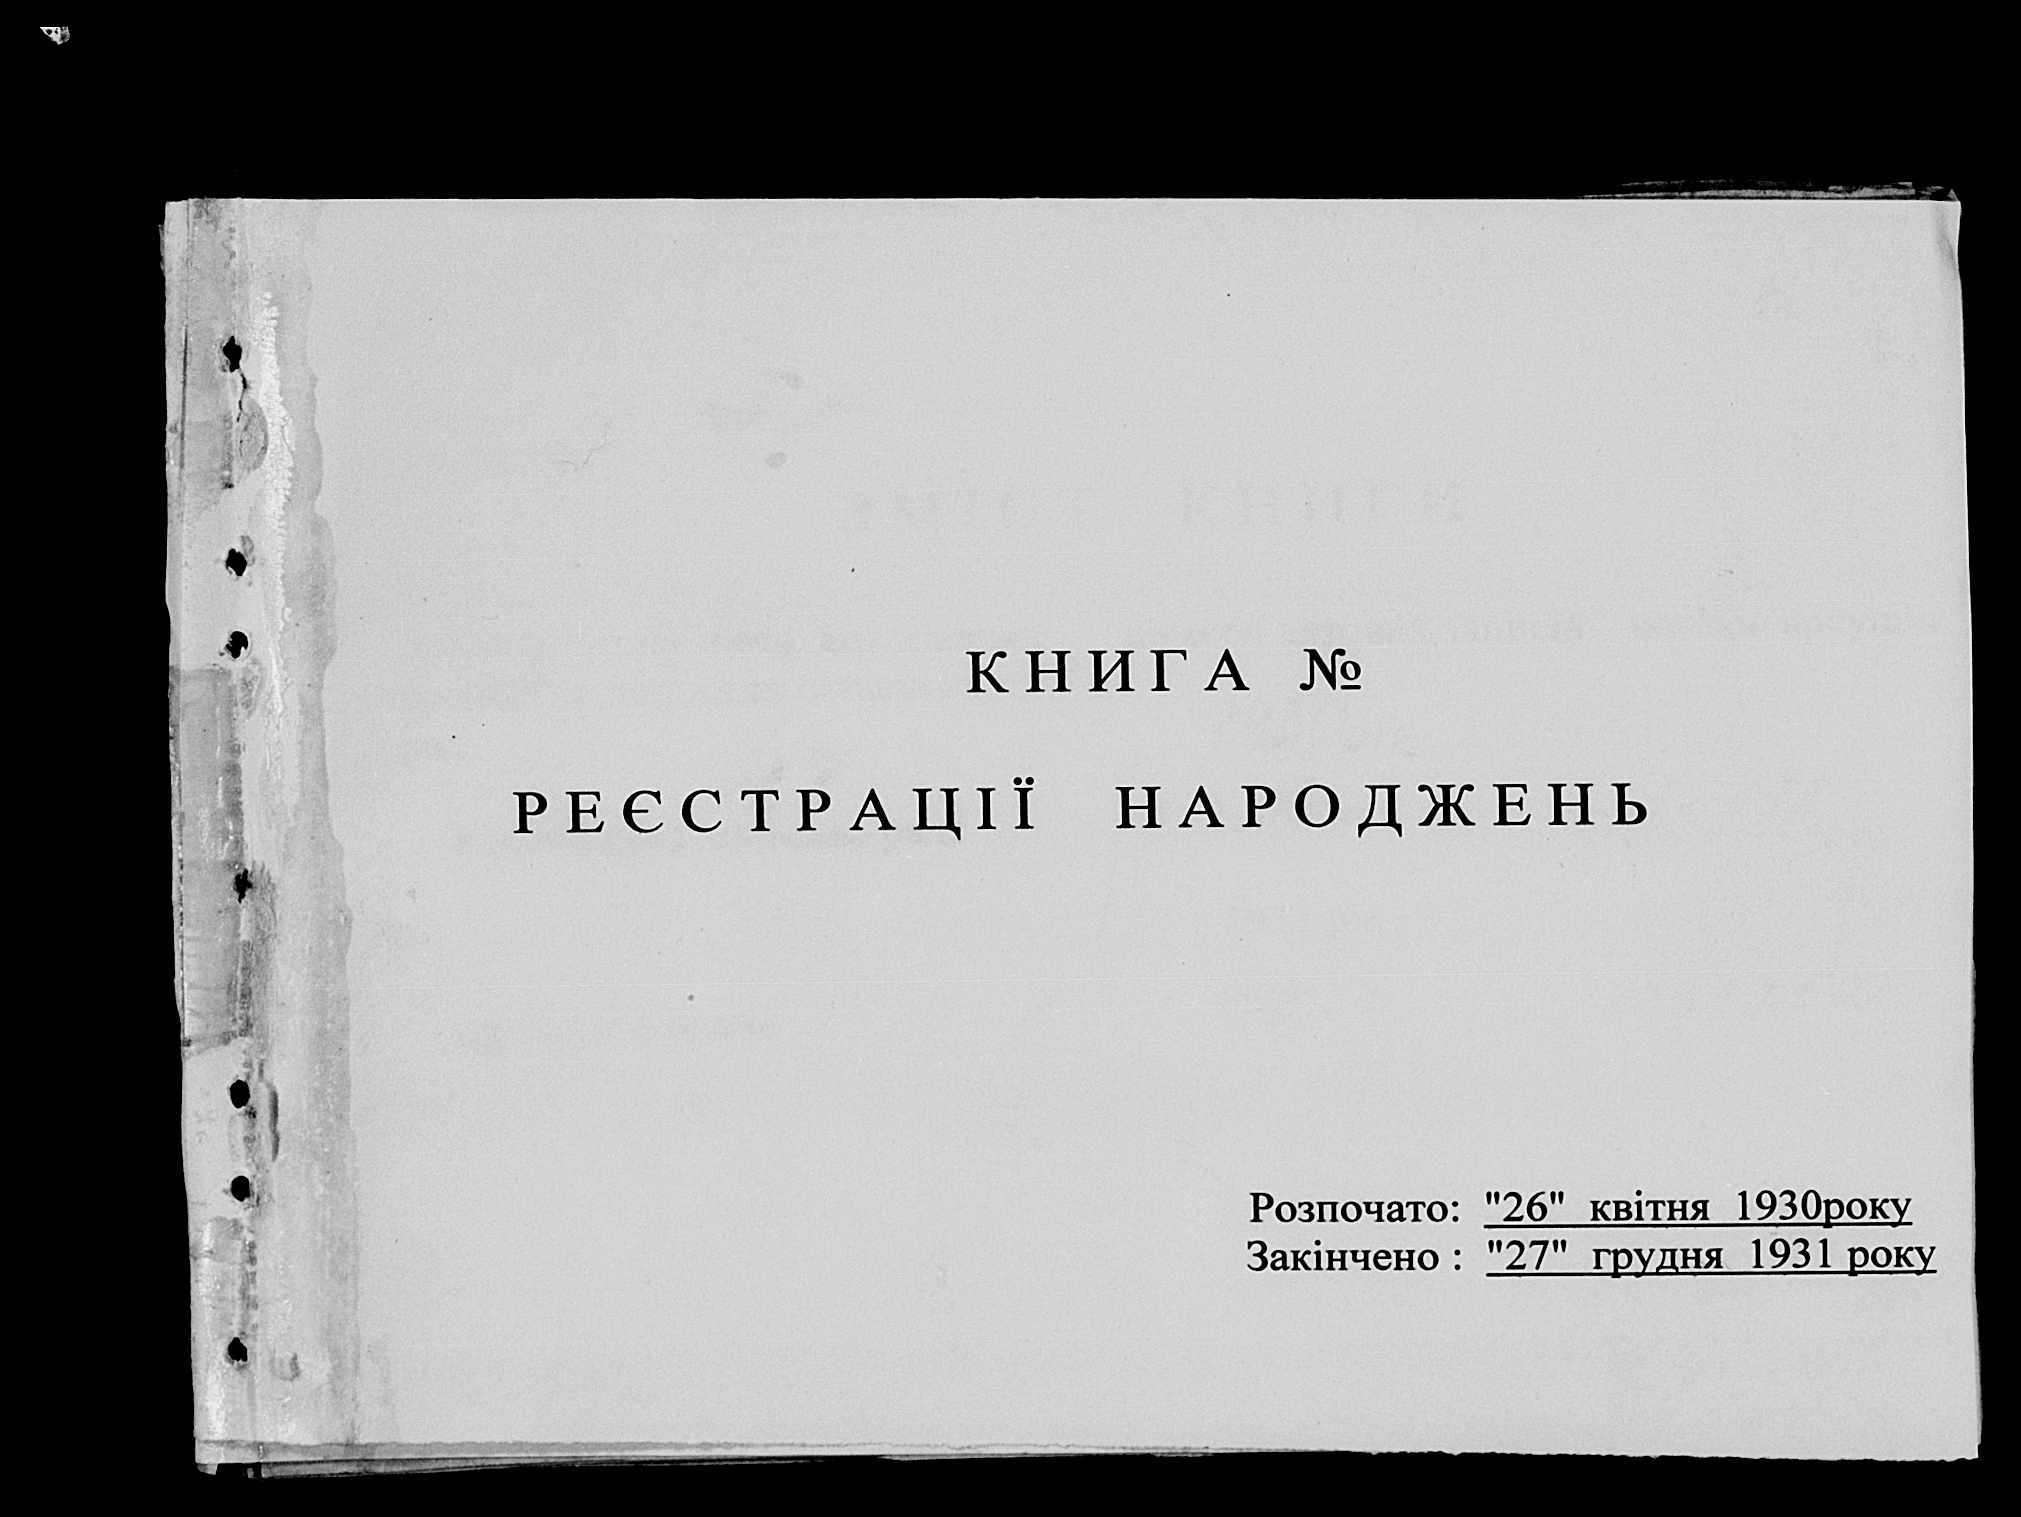 КНИГА №
РЕЄСТРАЦІЇ НАРОДЖЕНЬ
Розпочато: "26" квітня 1930року
Закінчено : "27" грудня 1931 року